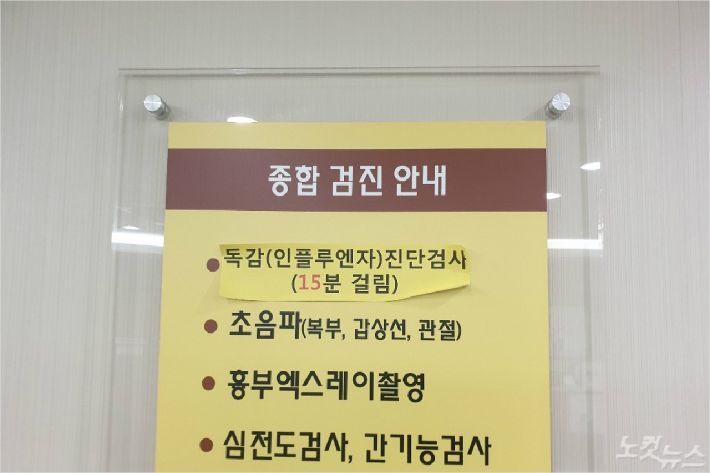 종합 검진 안내
독감(인플루엔자)진단검사
(15분 걸림)
초음파(복부, 갑상선, 관절)
흉부엑스레이촬영
심전도검사, 간기능검사
노컷뉴스